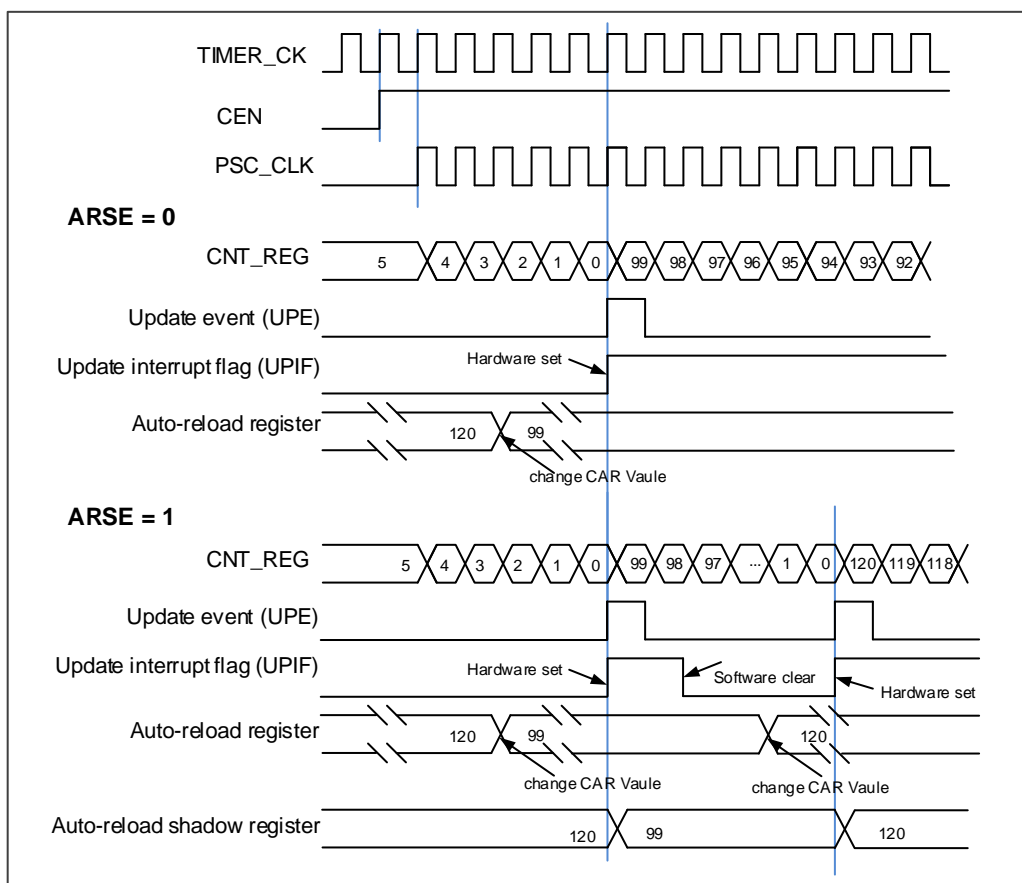 TIMER_CK
CEN
PSC_CLK
ARSE = 0
CNT_REG 5 4 3 2 1 0 99 98 97 96 95 94 93 92
Update event (UPE)
Update interrupt flag (UPIF) Hardware set
Auto-reload register 120 99
change CAR Vaule
ARSE = 1
CNT_REG 5 4 3 2 1 0 99 98 97 ... 1 0 120 119 118
Update event (UPE)
Update interrupt flag (UPIF) Hardware set Software clear Hardware set
Auto-reload register 120 99 120
change CAR Vaule change CAR Vaule
Auto-reload shadow register 120 99 120